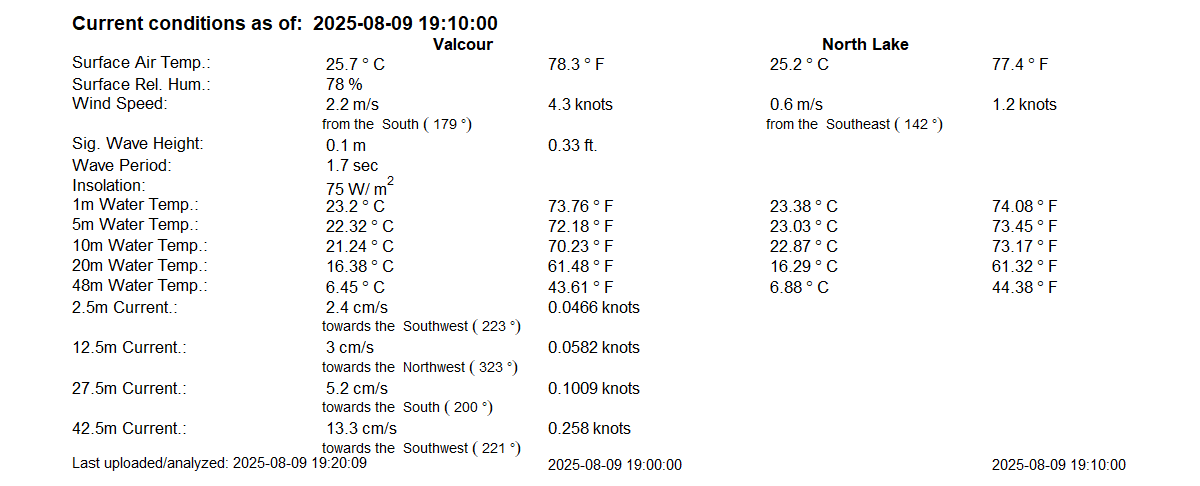 Current conditions as of: 2025-08-09 19:10:00
Valcour North Lake
Surface Air Temp.: 25.7 ° C 78.3 ° F 25.2 ° C 77.4 ° F
Surface Rel. Hum.: 78 %
Wind Speed: 2.2 m/s 4.3 knots 0.6 m/s 1.2 knots
from the South ( 179 °) from the Southeast ( 142 °)
Sig. Wave Height: 0.1 m 0.33 ft.
Wave Period: 1.7 sec
Insolation: 75 W/ m²
1m Water Temp.: 23.2 ° C 73.76 ° F 23.38 ° C 74.08 ° F
5m Water Temp.: 22.32 ° C 72.18 ° F 23.03 ° C 73.45 ° F
10m Water Temp.: 21.24 ° C 70.23 ° F 22.87 ° C 73.17 ° F
20m Water Temp.: 16.38 ° C 61.48 ° F 16.29 ° C 61.32 ° F
48m Water Temp.: 6.45 ° C 43.61 ° F 6.88 ° C 44.38 ° F
2.5m Current.: 2.4 cm/s 0.0466 knots
towards the Southwest ( 223 °)
12.5m Current.: 3 cm/s 0.0582 knots
towards the Northwest ( 323 °)
27.5m Current.: 5.2 cm/s 0.1009 knots
towards the South ( 200 °)
42.5m Current.: 13.3 cm/s 0.258 knots
towards the Southwest ( 221 °)
Last uploaded/analyzed: 2025-08-09 19:20:09 2025-08-09 19:00:00 2025-08-09 19:10:00